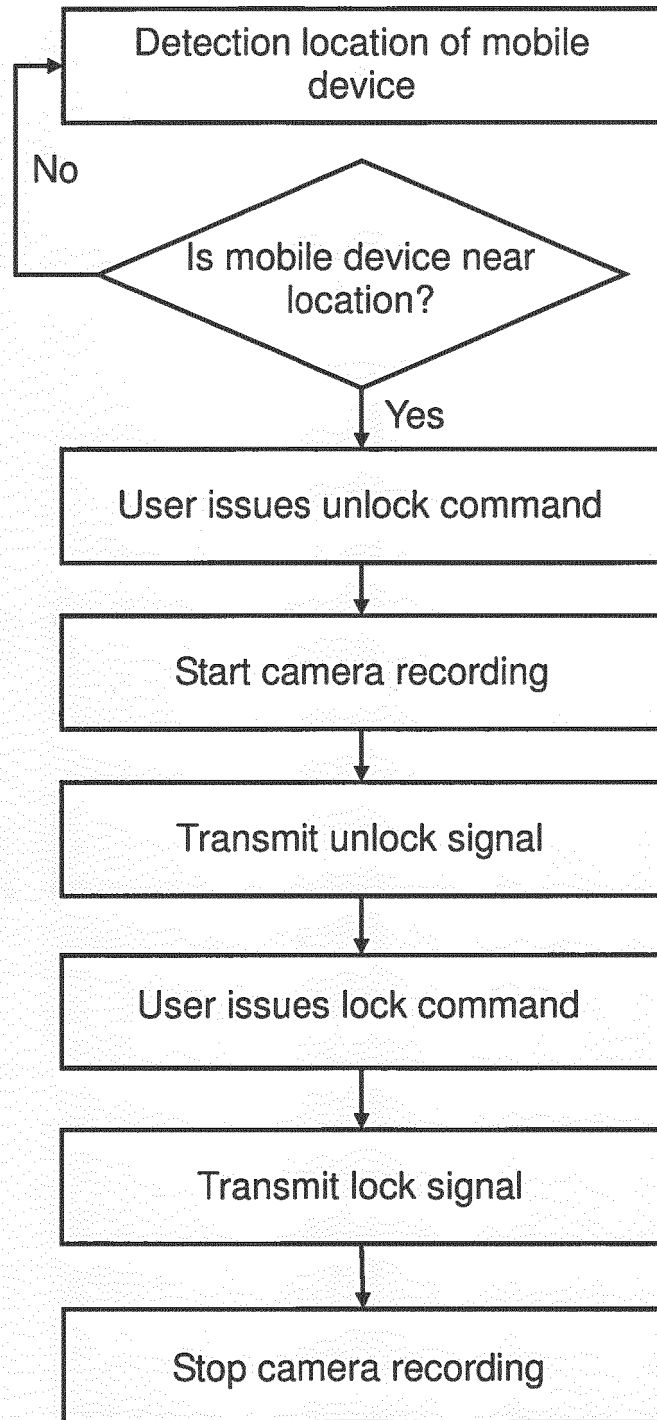 Detection location of mobile
device
No
Is mobile device near
location?
Yes
User issues unlock command
Start camera recording
Transmit unlock signal
User issues lock command
Transmit lock signal
Stop camera recording